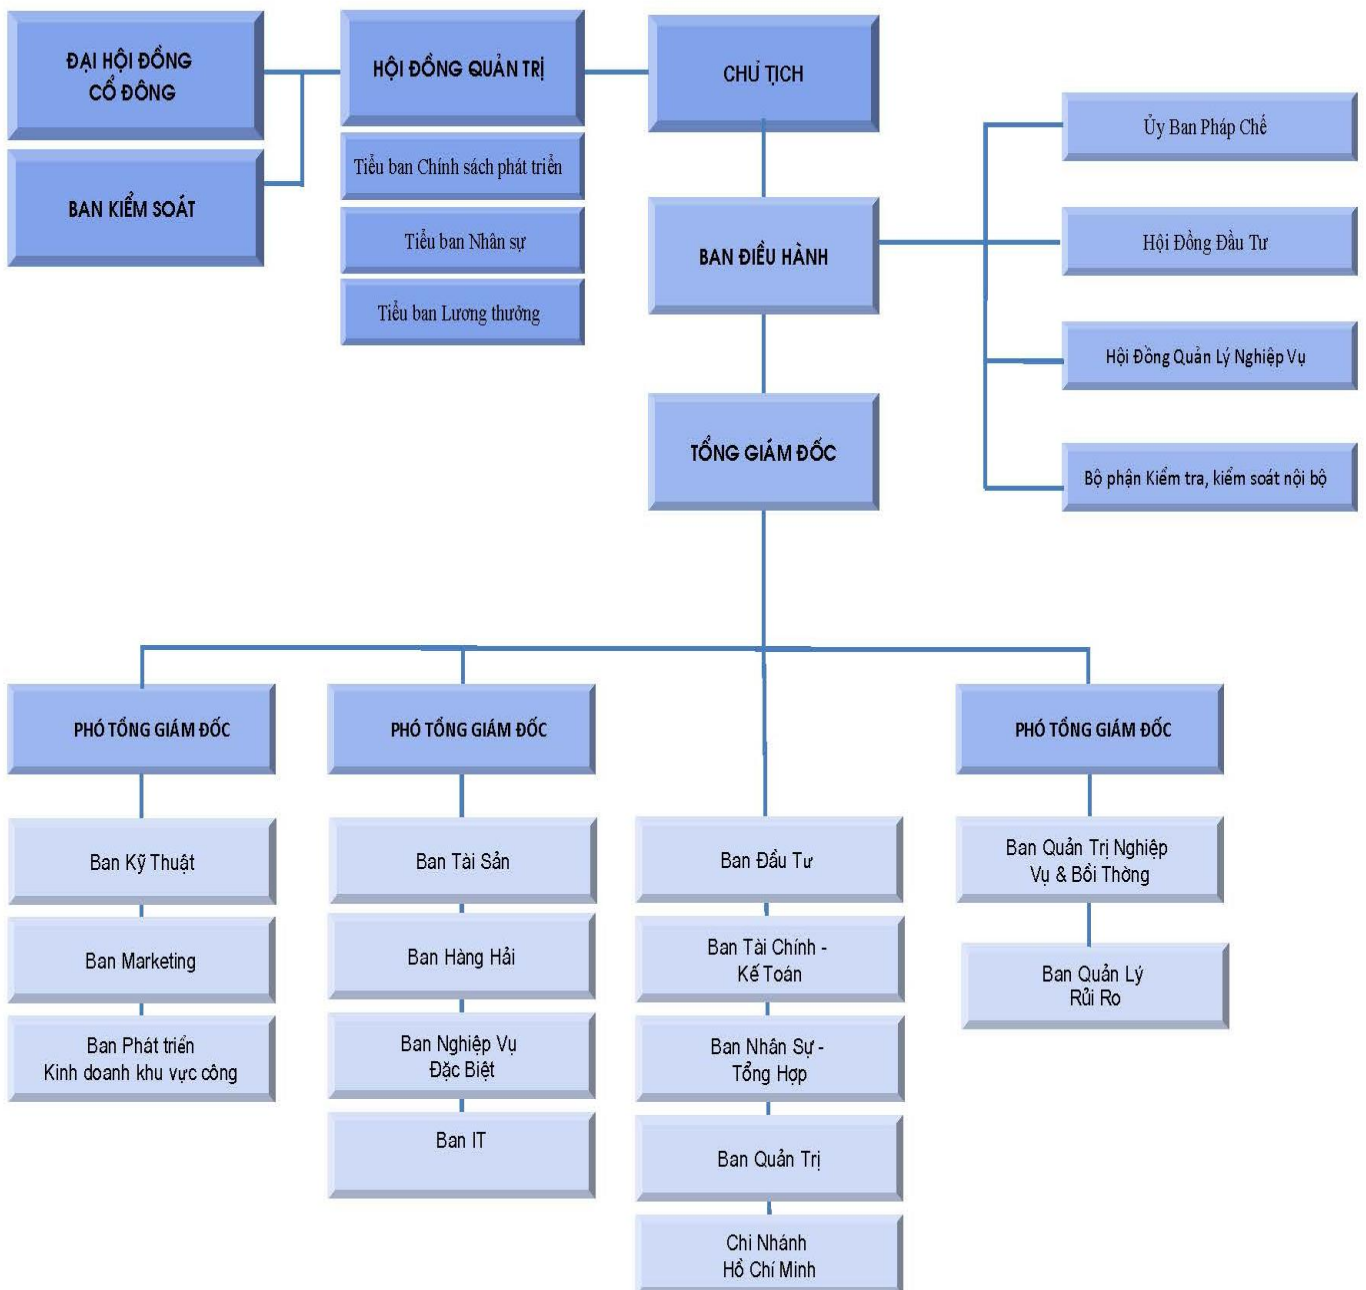 ĐẠI HỘI ĐỒNG
CỔ ĐÔNG
BAN KIỂM SOÁT
HỘI ĐỒNG QUẢN TRỊ
Tiểu ban Chính sách phát triển
Tiểu ban Nhân sự
Tiểu ban Lương thưởng
CHỦ TỊCH
BAN ĐIỀU HÀNH
TỔNG GIÁM ĐỐC
Ủy Ban Pháp Chế
Hội Đồng Đầu Tư
Hội Đồng Quản Lý Nghiệp Vụ
Bộ phận Kiểm tra, kiểm soát nội bộ
PHÓ TỔNG GIÁM ĐỐC
Ban Kỹ Thuật
Ban Marketing
Ban Phát triển
Kinh doanh khu vực công
PHÓ TỔNG GIÁM ĐỐC
Ban Tài Sản
Ban Hàng Hải
Ban Nghiệp Vụ
Đặc Biệt
Ban IT
Ban Đầu Tư
Ban Tài Chính -
Kế Toán
Ban Nhân Sự -
Tổng Hợp
Ban Quản Trị
Chi Nhánh
Hồ Chí Minh
PHÓ TỔNG GIÁM ĐỐC
Ban Quản Trị Nghiệp
Vụ & Bồi Thờng
Ban Quản Lý
Rủi Ro